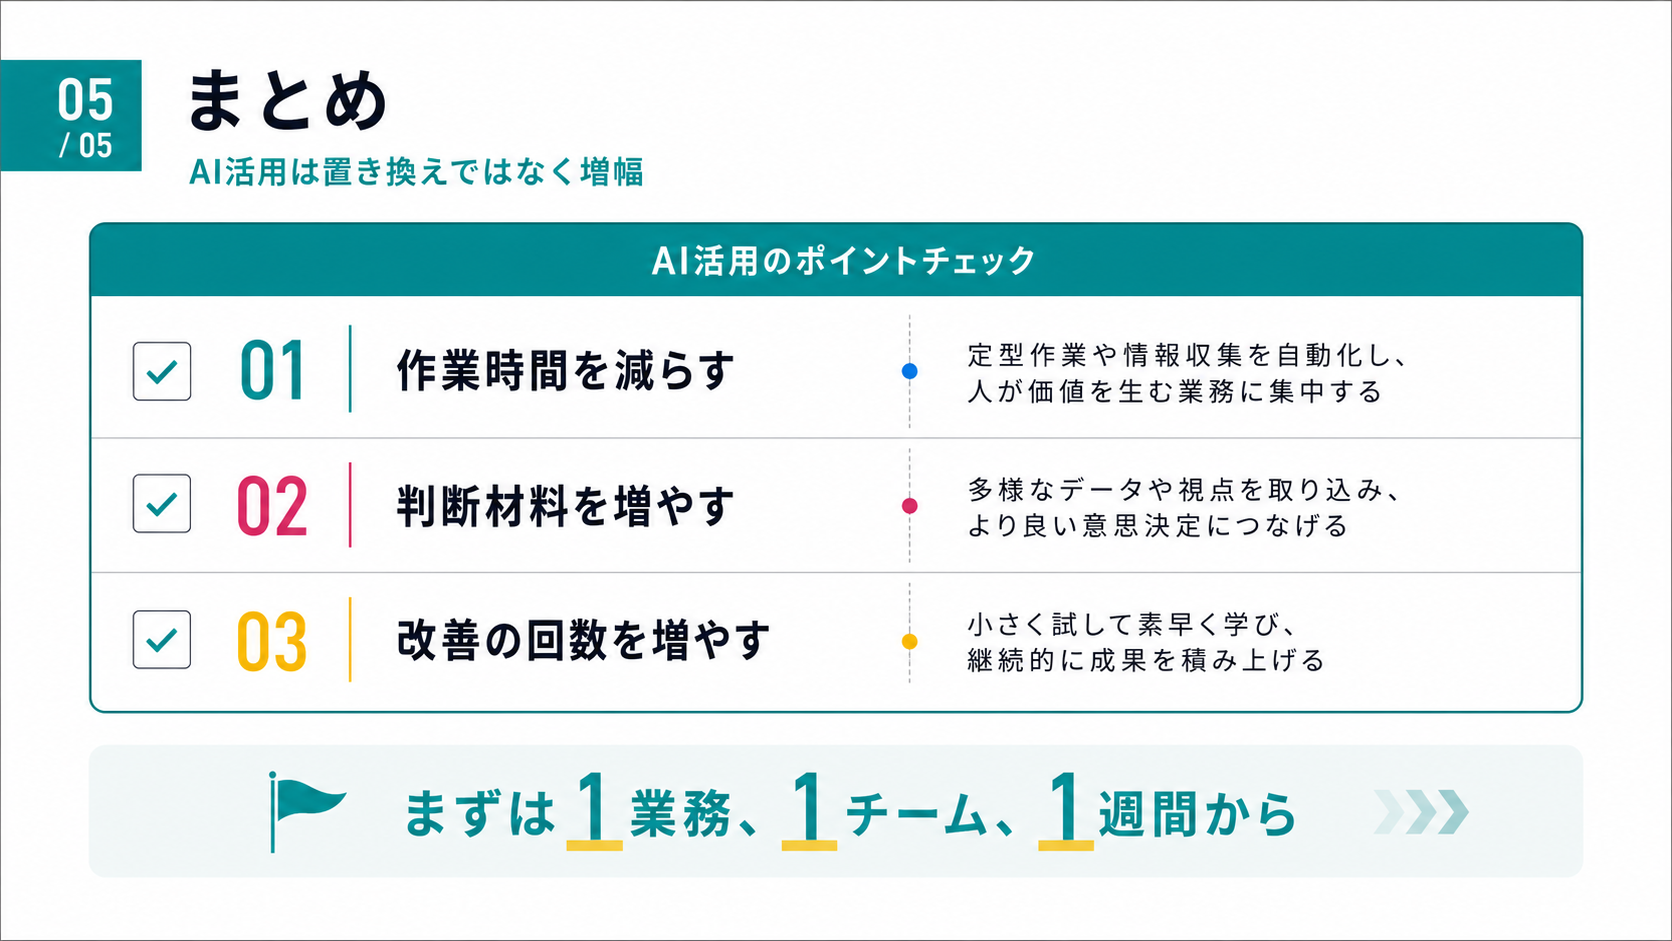 05
/ 05
まとめ
AI活用は置き換えではなく増幅
AI活用のポイントチェック
01
作業時間を減らす
定型作業や情報収集を自動化し、
人が価値を生む業務に集中する
02
判断材料を増やす
多様なデータや視点を取り込み、
より良い意思決定につなげる
03
改善の回数を増やす
小さく試して素早く学び、
継続的に成果を積み上げる
まずは1業務、1チーム、1週間から